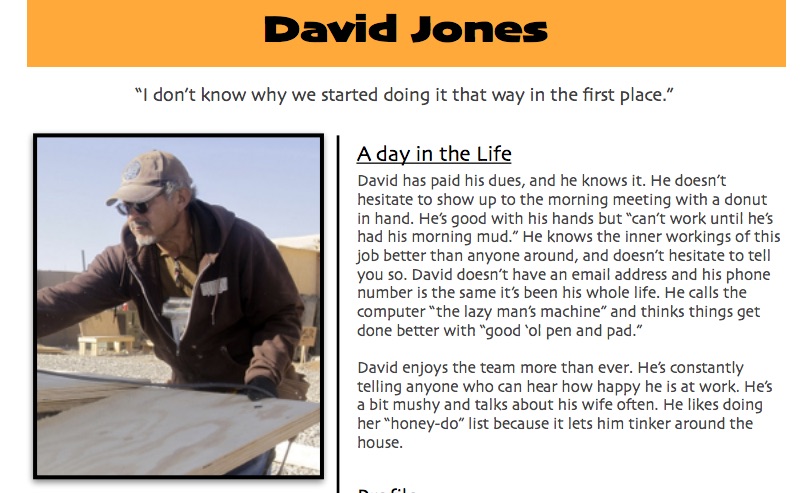 David Jones
“I don’t know why we started doing it that way in the first place.”
A day in the Life
David has paid his dues, and he knows it. He doesn’t
hesitate to show up to the morning meeting with a donut
in hand. He’s good with his hands but “can’t work until he’s
had his morning mud.” He knows the inner workings of this
job better than anyone around, and doesn’t hesitate to tell
you so. David doesn’t have an email address and his phone
number is the same it’s been his whole life. He calls the
computer “the lazy man’s machine” and thinks things get
done better with “good ‘ol pen and pad.”
David enjoys the team more than ever. He’s constantly
telling anyone who can hear how happy he is at work. He’s
a bit mushy and talks about his wife often. He likes doing
her “honey-do” list because it lets him tinker around the
house.